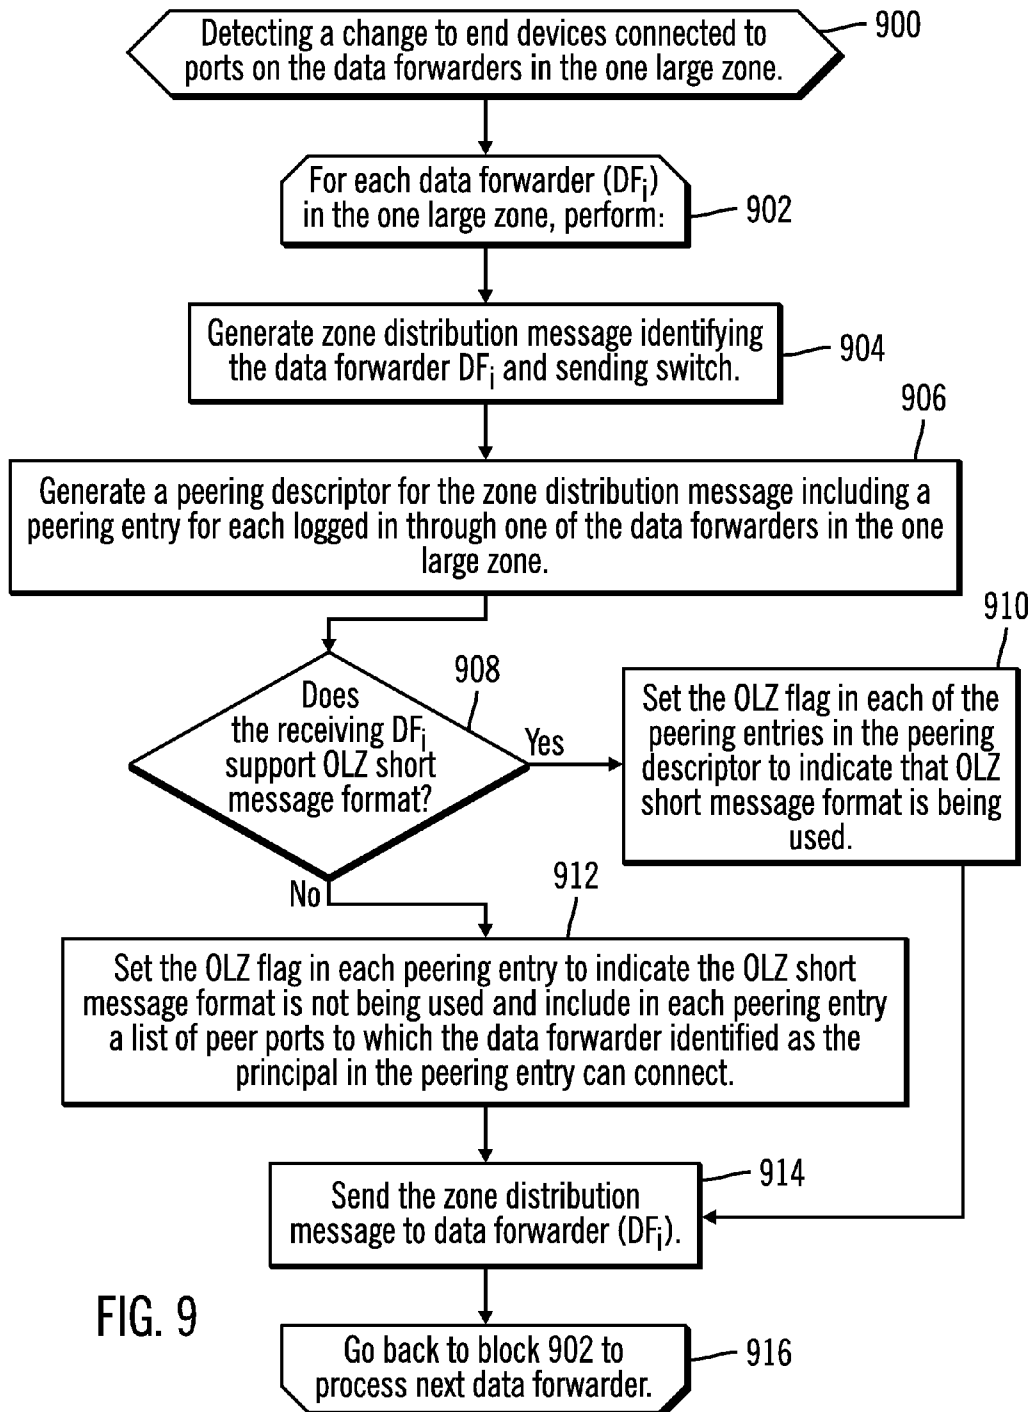 Detecting a change to end devices connected to
ports on the data forwarders in the one large zone.
900
For each data forwarder (DFi)
in the one large zone, perform:
902
Generate zone distribution message identifying
the data forwarder DFi and sending switch.
904
906
Generate a peering descriptor for the zone distribution message including a
peering entry for each logged in through one of the data forwarders in the one
large zone.
908
Does
the receiving DFi
support OLZ short
message format?
Yes
910
Set the OLZ flag in each of the
peering entries in the peering
descriptor to indicate that OLZ
short message format is being
used.
No
912
Set the OLZ flag in each peering entry to indicate the OLZ short
message format is not being used and include in each peering entry
a list of peer ports to which the data forwarder identified as the
principal in the peering entry can connect.
914
Send the zone distribution
message to data forwarder (DFi).
FIG. 9
Go back to block 902 to
process next data forwarder.
916